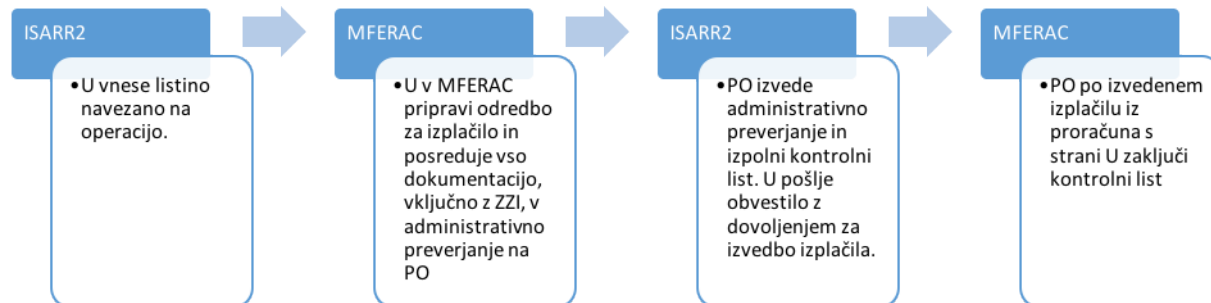 ISARR2
•U vnese listino
navezano na
operacijo.
MFERAC
•U v MFERAC
pripravi odredbo
za izplačilo in
posreduje vso
dokumentacijo,
vključno z ZZI, v
administrativno
preverjanje na
PO
ISARR2
•PO izvede
administrativno
preverjanje in
izpolni kontrolni
list. U pošlje
obvestilo z
dovoljenjem za
izvedbo izplačila.
MFERAC
•PO po izvedenem
izplačilu iz
proračuna s
strani U zaključi
kontrolni list